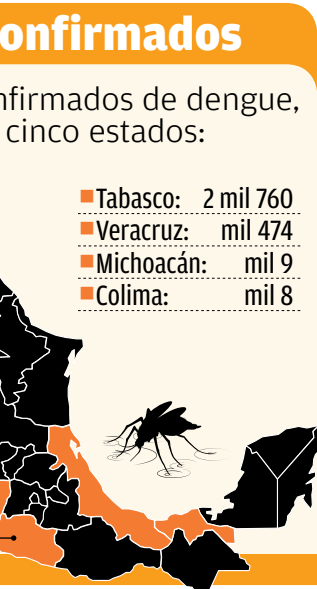 onfirmados
nfirmados de dengue,
cinco estados:
Tabasco: 2 mil 760
Veracruz: mil 474
Michoacán: mil 9
Colima: mil 8